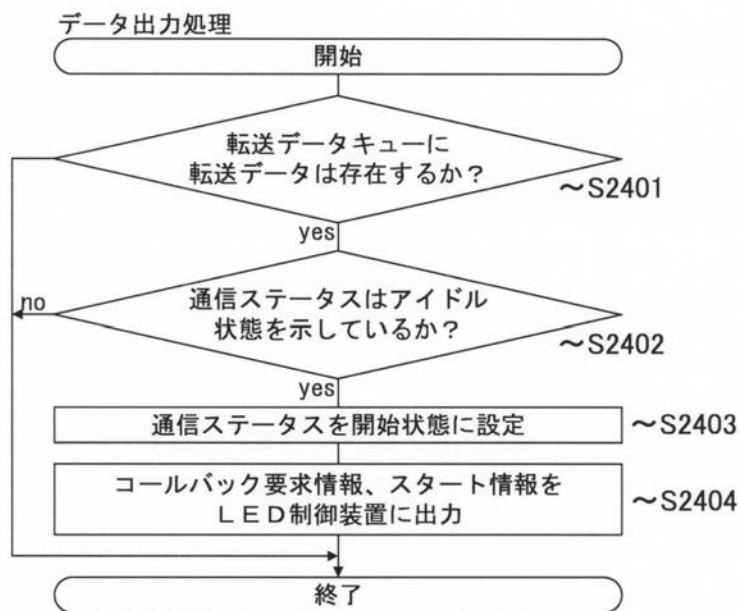 データ出力処理
開始
転送データキューに
転送データは存在するか？
～S2401
yes
no
通信ステータスはアイドル
状態を示しているか？
～S2402
yes
通信ステータスを開始状態に設定
～S2403
コールバック要求情報、スタート情報を
ＬＥＤ制御装置に出力
～S2404
終了